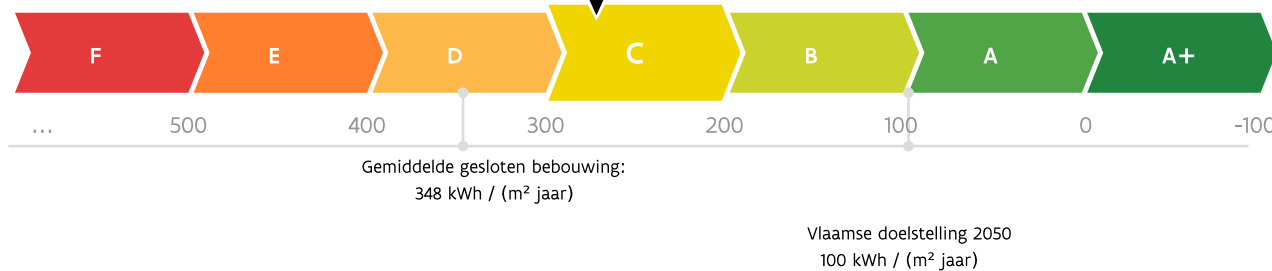 F E D C B A A+
... 500 400 300 200 100 0 -100
Gemiddelde gesloten bebouwing:
348 kWh / (m² jaar)
Vlaamse doelstelling 2050
100 kWh / (m² jaar)